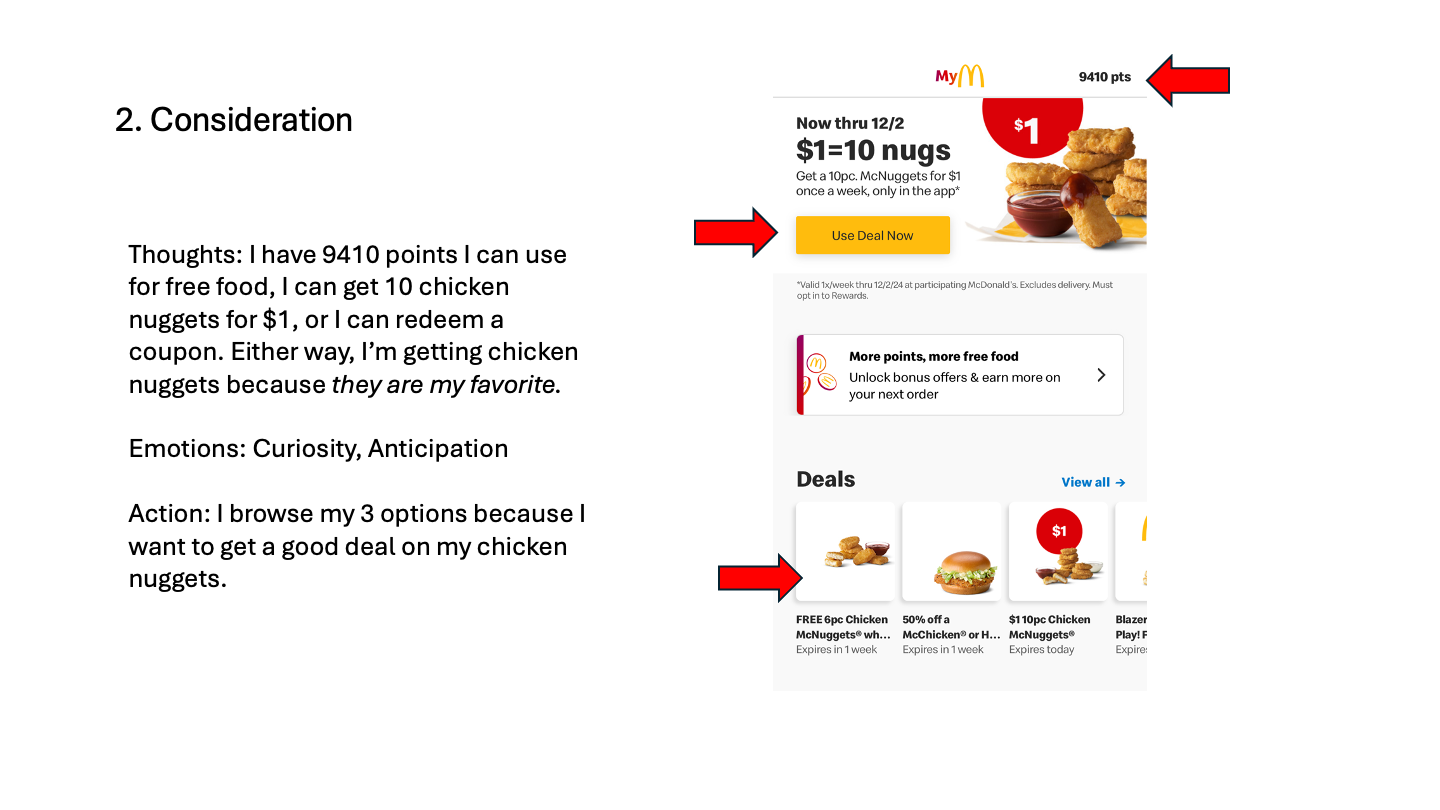 2. Consideration
Thoughts: I have 9410 points I can use
for free food, I can get 10 chicken
nuggets for $1, or I can redeem a
coupon. Either way, I’m getting chicken
nuggets because they are my favorite.
Emotions: Curiosity, Anticipation
Action: I browse my 3 options because I
want to get a good deal on my chicken
nuggets.
My
9410 pts
Now thru 12/2
$1=10 nugs
Get a 10pc. McNuggets for $1
once a week, only in the app*
$1
Use Deal Now
*Valid 1x/week thru 12/2/24 at participating McDonald's. Excludes delivery. Must
opt in to Rewards.
More points, more free food
Unlock bonus offers & earn more on
your next order
Deals
View all →
$1
FREE 6pc Chicken
McNuggets® wh...
Expires in 1 week
50% off a
McChicken® or H...
Expires in 1 week
$1 10pc Chicken
McNuggets®
Expires today
Blazer
Play! F
Expires